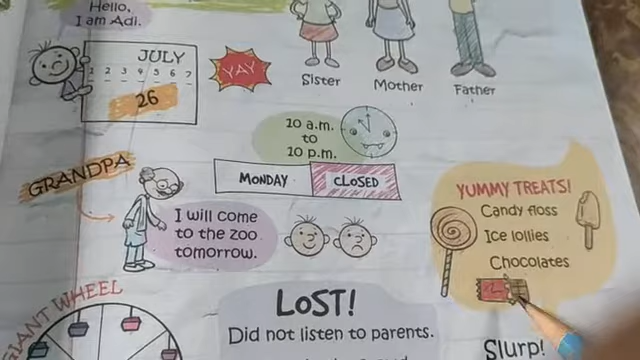 Hello,
I am Adi.
JULY
1 2 3 4 5 6 7
26
YAY
Sister
Mother
Father
10 a.m.
to
10 p.m.
MONDAY
CLOSED
GRANDPA
I will come
to the zoo
tomorrow.
YUMMY TREATS!
Candy floss
Ice lollies
Chocolates
GIANT WHEEL
LOST!
Did not listen to parents.
Slurp!